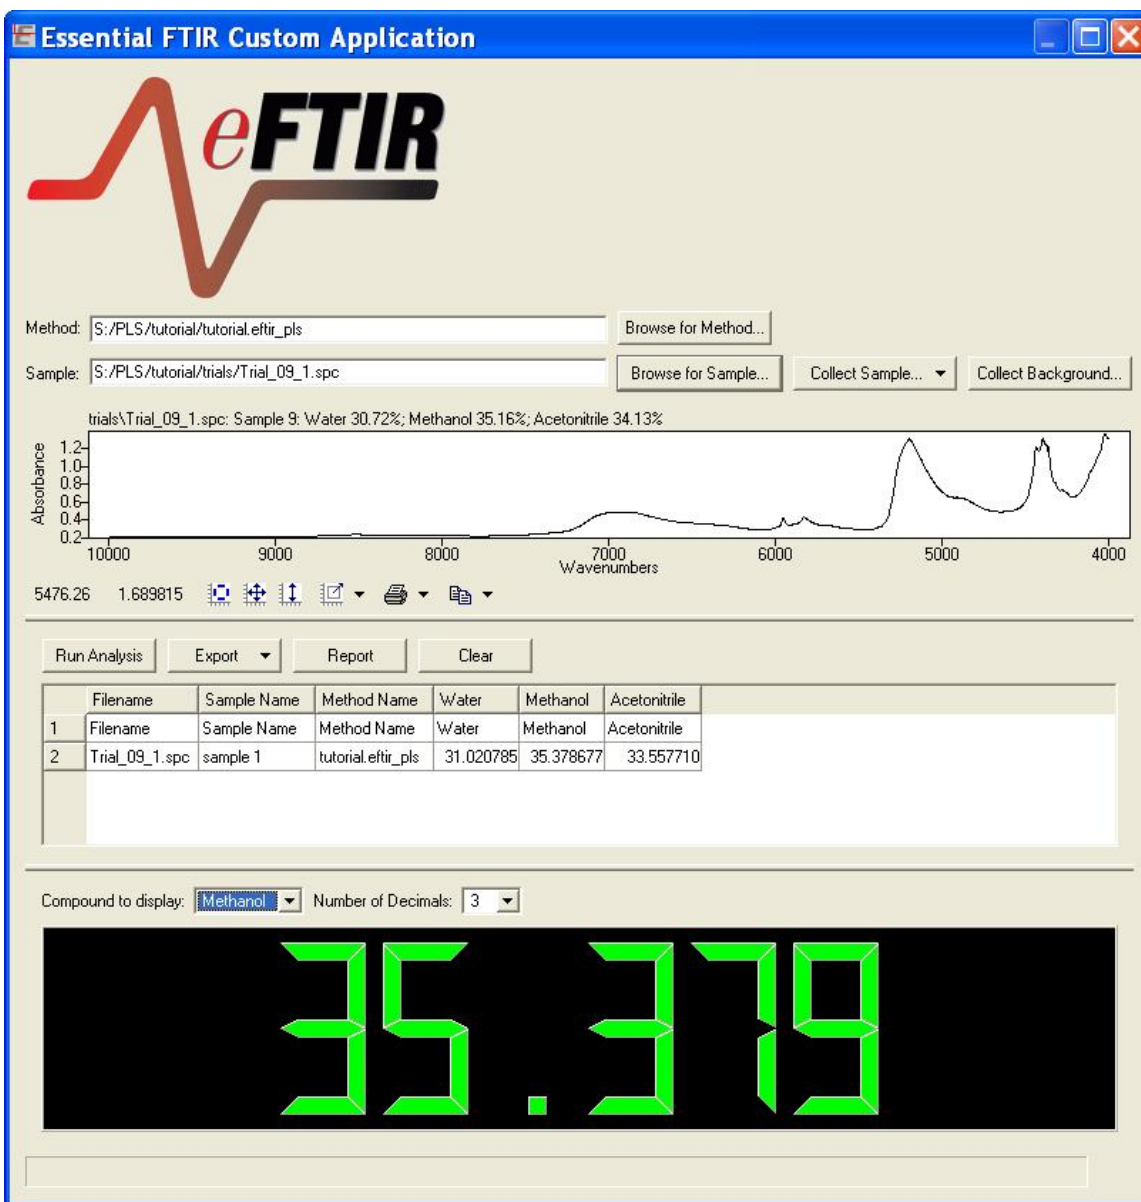 Essential FTIR Custom Application
eFTIR
Method: S:/PLS/tutorial/tutorial.eftir_pls Browse for Method...
Sample: S:/PLS/tutorial/trials/Trial_09_1.spc Browse for Sample... Collect Sample... Collect Background...
trials\Trial_09_1.spc: Sample 9: Water 30.72%; Methanol 35.16%; Acetonitrile 34.13%
Absorbance
1.2
1.0
0.8
0.6
0.4
0.2
10000 9000 8000 7000 6000 5000 4000
Wavenumbers
5476.26 1.689815
Run Analysis Export Report Clear
Filename Sample Name Method Name Water Methanol Acetonitrile
1 Filename Sample Name Method Name Water Methanol Acetonitrile
2 Trial_09_1.spc sample 1 tutorial.eftir_pls 31.020785 35.378677 33.557710
Compound to display: Methanol Number of Decimals: 3
35.379